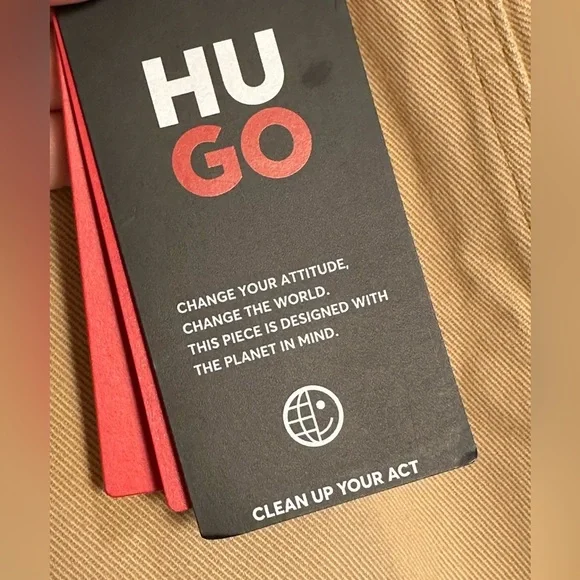 HU
GO
CHANGE YOUR ATTITUDE,
CHANGE THE WORLD.
THIS PIECE IS DESIGNED WITH
THE PLANET IN MIND.
CLEAN UP YOUR ACT